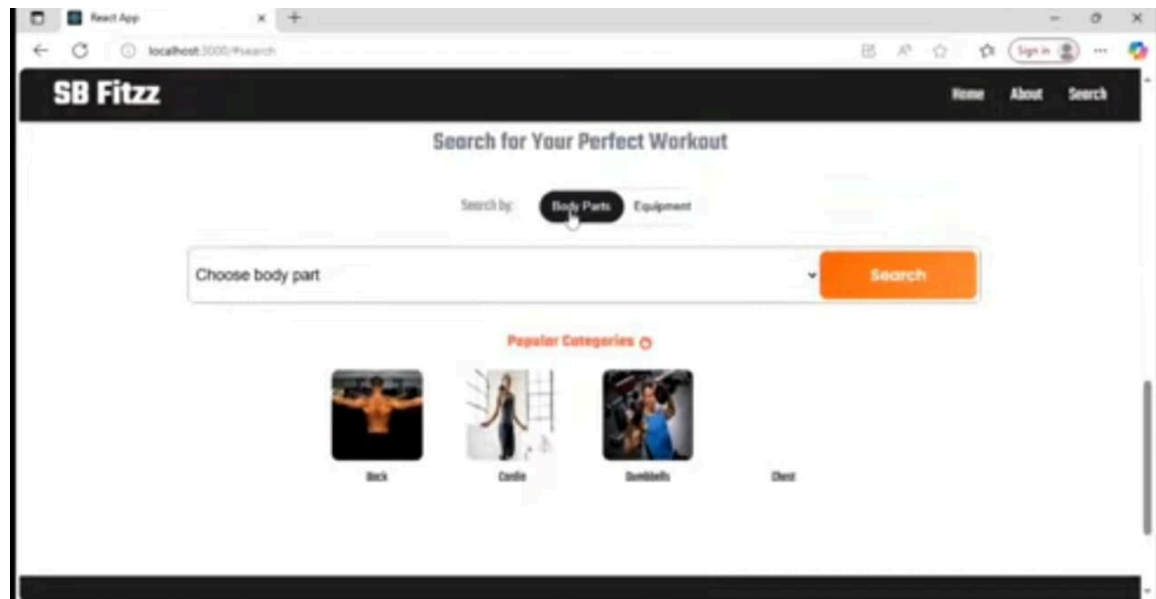 React App
localhost:3000/#search
Sign in
SB Fitzz
Home About Search
Search for Your Perfect Workout
Search by: Body Parts Equipment
Choose body part
Search
Popular Categories
Back Cardio Dumbbells Chest